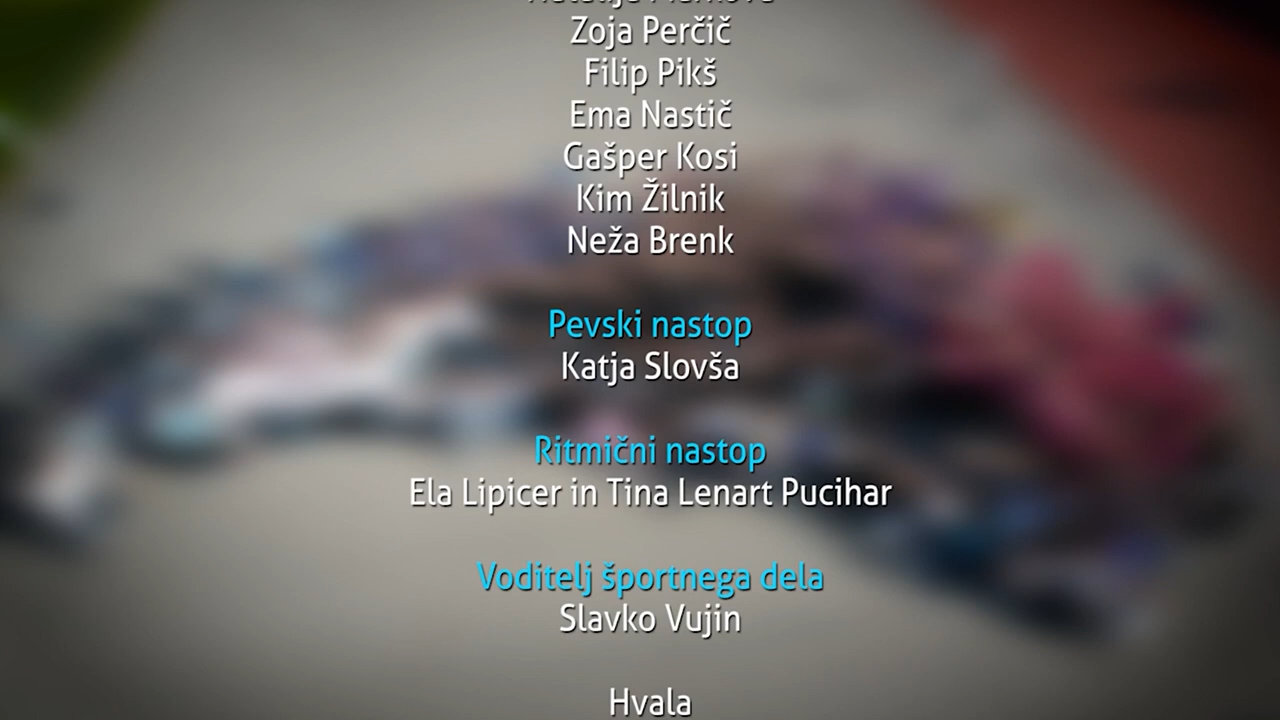 Zoja Perčič
Filip Pikš
Ema Nastič
Gašper Kosi
Kim Žilnik
Neža Brenk
Pevski nastop
Katja Slovša
Ritmični nastop
Ela Lipicer in Tina Lenart Pucihar
Voditelj športnega dela
Slavko Vujin
Hvala